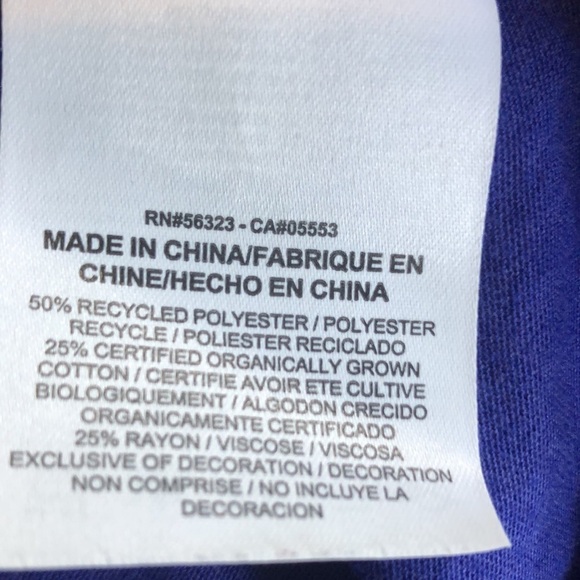 RN#56323 - CA#05553
MADE IN CHINA/FABRIQUE EN
CHINE/HECHO EN CHINA
50% RECYCLED POLYESTER / POLYESTER
RECYCLE / POLIESTER RECICLADO
25% CERTIFIED ORGANICALLY GROWN
COTTON / CERTIFIE AVOIR ETE CULTIVE
BIOLOGIQUEMENT / ALGODON CRECIDO
ORGANICAMENTE CERTIFICADO
25% RAYON / VISCOSE / VISCOSA
EXCLUSIVE OF DECORATION / DECORATION
NON COMPRISE / NO INCLUYE LA
DECORACION